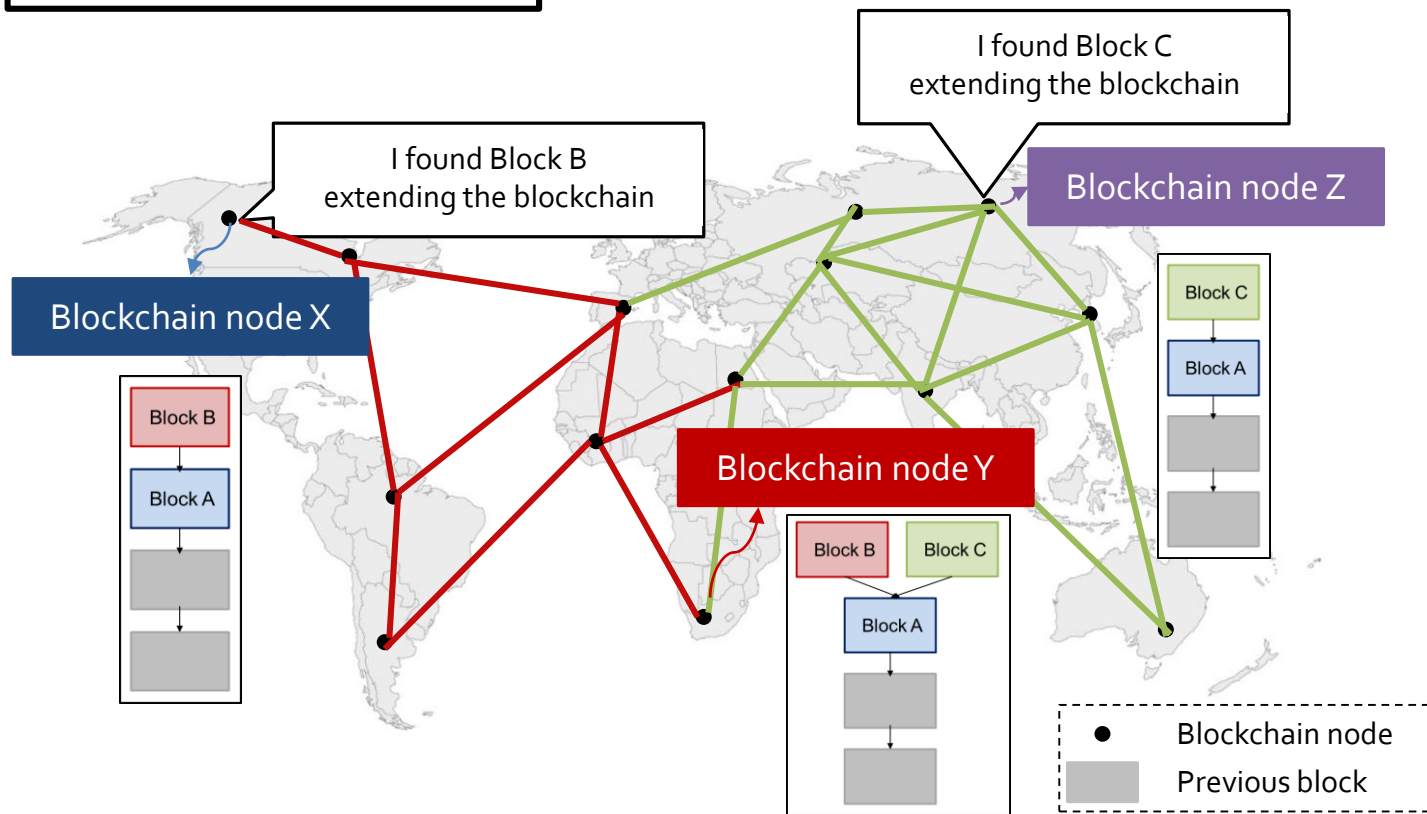 I found Block C
extending the blockchain
I found Block B
extending the blockchain
Blockchain node Z
Blockchain node X
Block C
Block A
Block B
Block A
Blockchain node Y
Block B
Block C
Block A
Blockchain node
Previous block